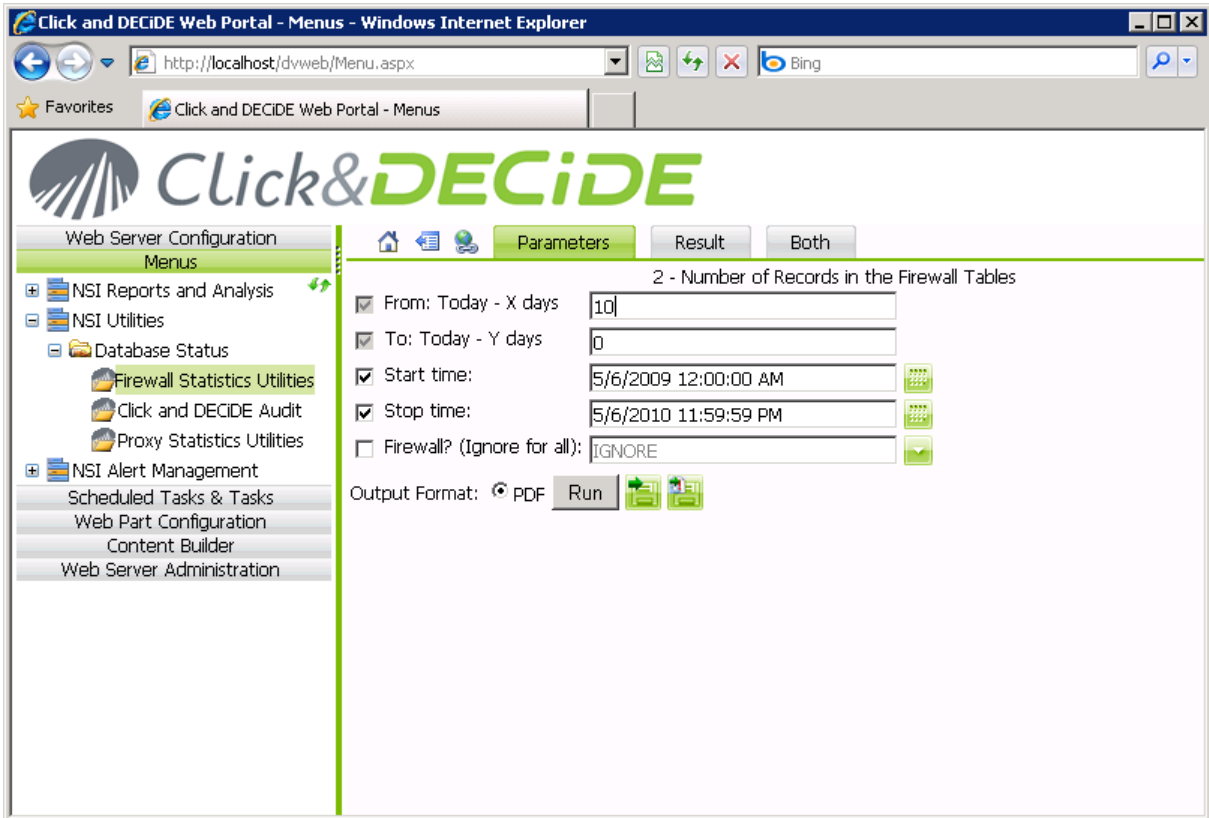 Click and DECiDE Web Portal - Menus - Windows Internet Explorer
http://localhost/dvweb/Menu.aspx
Bing
Favorites
Click and DECiDE Web Portal - Menus
Click&DECiDE
Web Server Configuration
Menus
NSI Reports and Analysis
NSI Utilities
Database Status
Firewall Statistics Utilities
Click and DECiDE Audit
Proxy Statistics Utilities
NSI Alert Management
Scheduled Tasks & Tasks
Web Part Configuration
Content Builder
Web Server Administration
Parameters Result Both
2 - Number of Records in the Firewall Tables
From: Today - X days 10
To: Today - Y days 0
Start time: 5/6/2009 12:00:00 AM
Stop time: 5/6/2010 11:59:59 PM
Firewall? (Ignore for all): IGNORE
Output Format: PDF Run